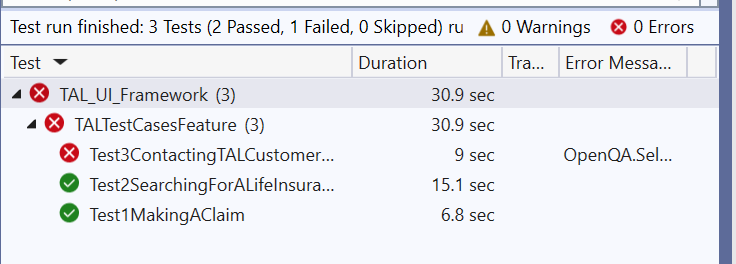 Test run finished: 3 Tests (2 Passed, 1 Failed, 0 Skipped) ru 0 Warnings 0 Errors
Test Duration Tra... Error Messa...
TAL_UI_Framework (3) 30.9 sec
TALTestCasesFeature (3) 30.9 sec
Test3ContactingTALCustomer... 9 sec OpenQA.Sel...
Test2SearchingForALifeInsura... 15.1 sec
Test1MakingAClaim 6.8 sec